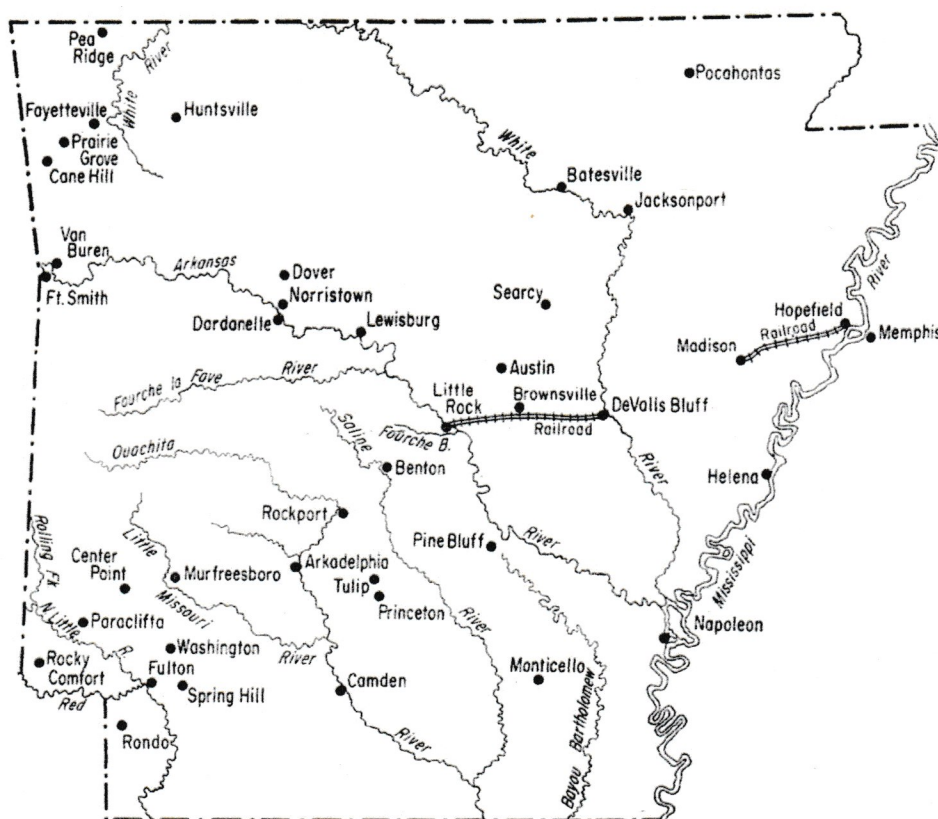 Pea
Ridge
River
White
Pocahontas
Fayetteville
Huntsville
Prairie
Grove
Cane Hill
White
Batesville
Jacksonport
Van
Buren
Ft. Smith
Arkansas
Dover
Norristown
Dardanelle
Lewisburg
Searcy
River
Hopefield
Railroad
Memphis
Madison
Austin
Fourche la Fave River
Little
Rock
Brownsville
DeValls Bluff
Railroad
Saline
Fourche B.
Ouachita
Benton
River
Helena
Rockport
Rolling Fk.
Little
Missouri
River
Center
Point
Murfreesboro
Arkadelphia
Tulip
Princeton
Pine Bluff
River
Mississippi
N. Little R.
Paraclifta
Washington
River
Napoleon
Rocky
Comfort
Fulton
Spring Hill
Camden
Monticello
Red
Rondo
River
Bayou Bartholomew